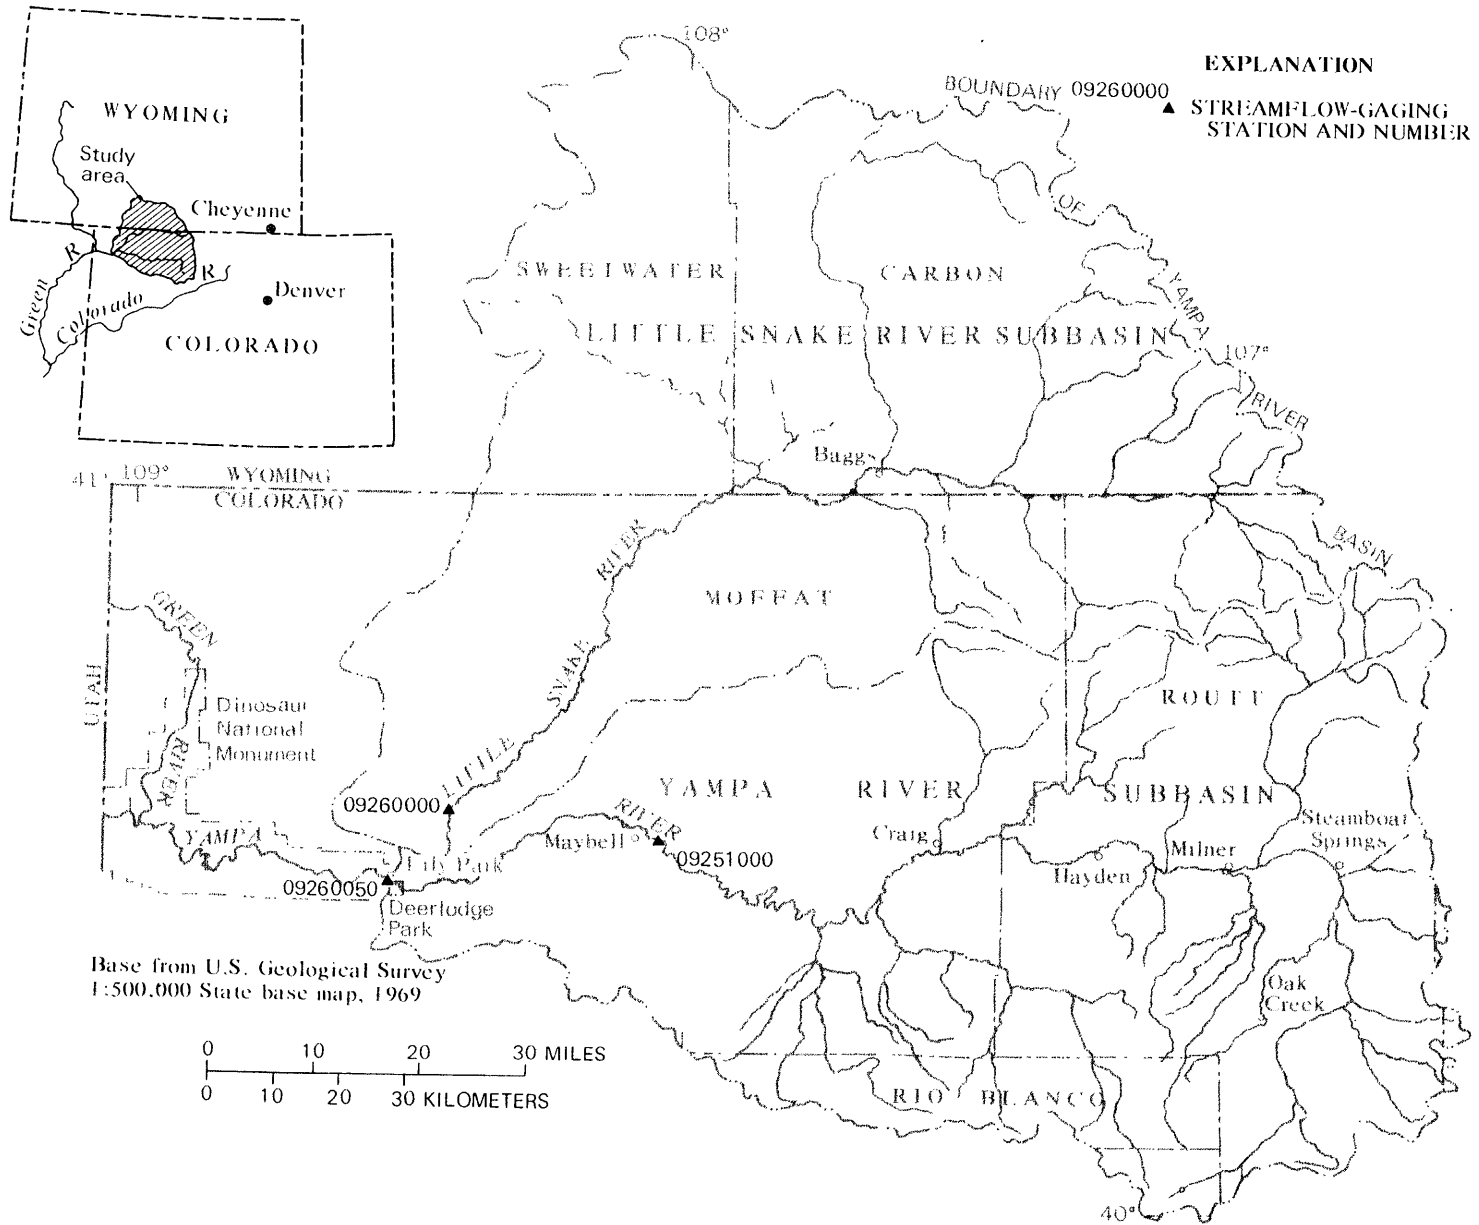 WYOMING
Study
area
Cheyenne
Denver
Green
R
Colorado
R
COLORADO
108°
BOUNDARY
OF
YAMPA
RIVER
BASIN
EXPLANATION
09260000
STREAMFLOW-GAGING
STATION AND NUMBER
SWEETWATER
CARBON
LITTLE SNAKE RIVER SUBBASIN
107°
Baggs
41°
109°
WYOMING
COLORADO
UTAH
GREEN
RIVER
Dinosaur
National
Monument
LITTLE
SNAKE
RIVER
MOFFAT
ROUTT
YAMPA RIVER SUBBASIN
09260000
YAMPA
RIVER
Maybell
09251000
Craig
Hayden
Milner
Steamboat
Springs
Lily Park
09260050
Deerlodge
Park
Oak
Creek
RIO BLANCO
40°
Base from U.S. Geological Survey
1:500,000 State base map, 1969
0 10 20 30 MILES
0 10 20 30 KILOMETERS